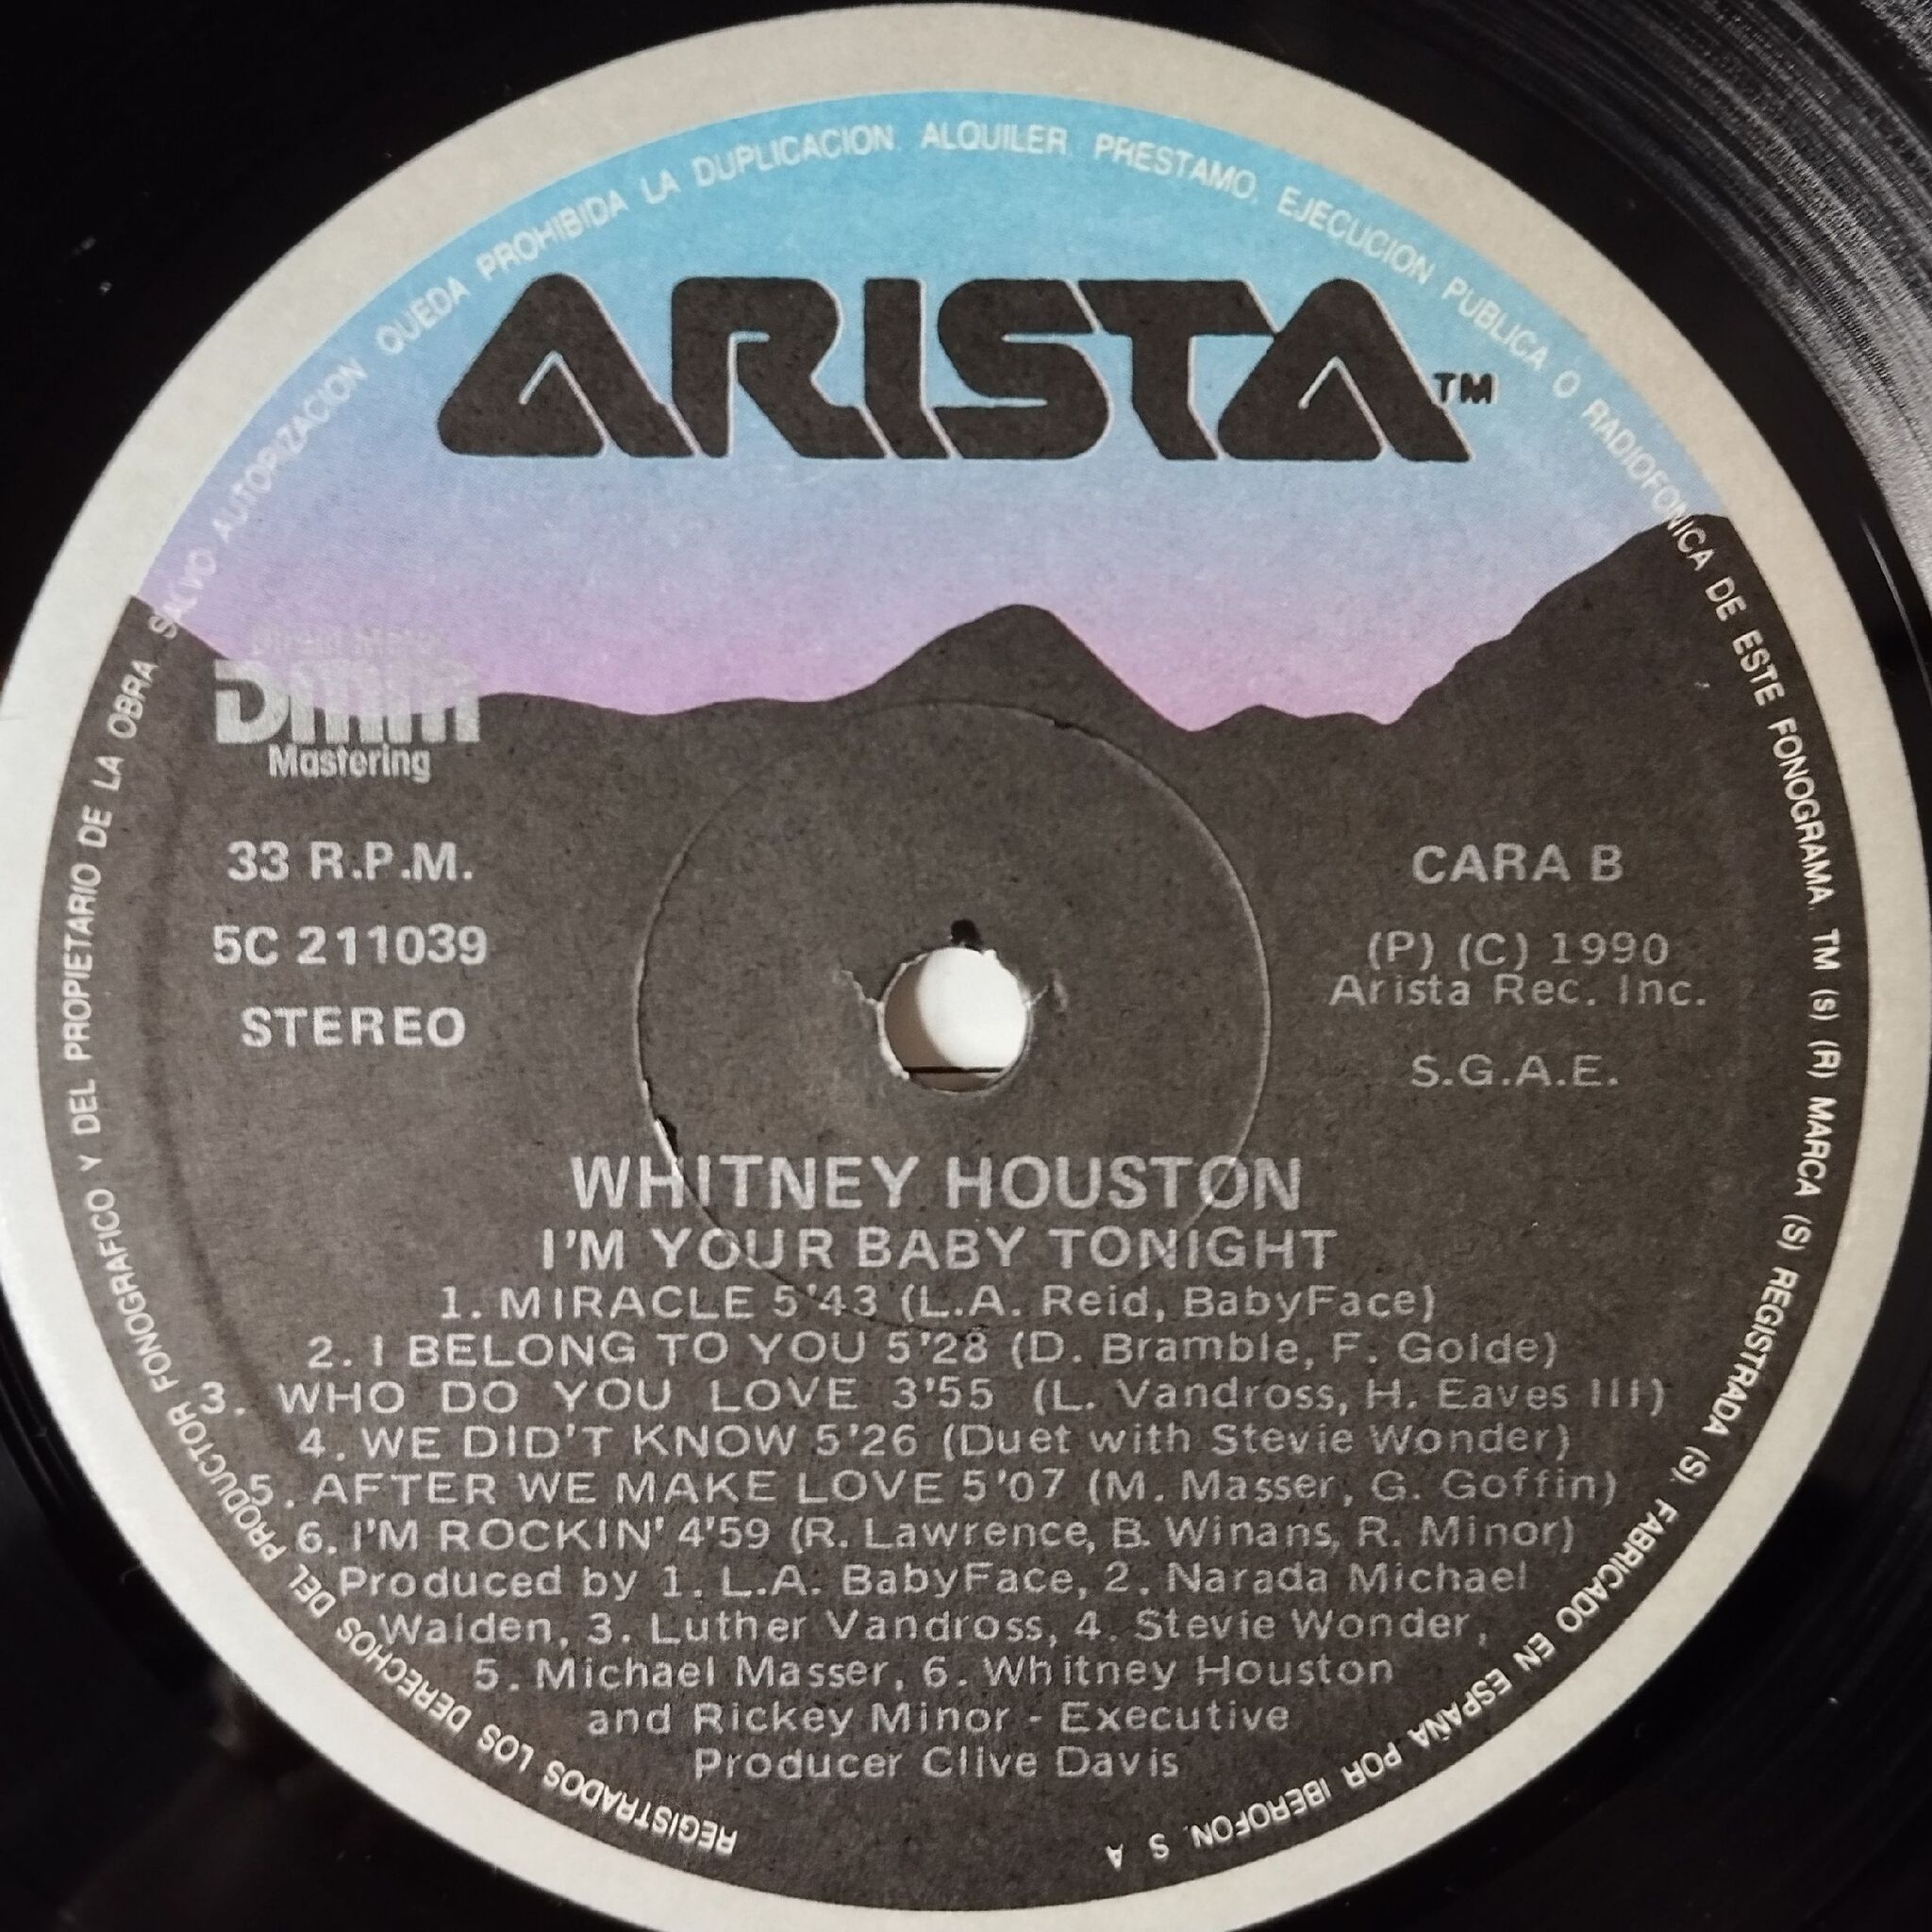 REGISTRADOS LOS DERECHOS DEL PRODUCTOR FONOGRAFICO Y DEL PROPIETARIO DE LA OBRA SALVO AUTORIZACION QUEDA PROHIBIDA LA DUPLICACION. ALQUILER PRESTAMO, EJECUCION PUBLICA O RADIOFONICA DE ESTE FONOGRAMA. TM (s) (R) MARCA (S) REGISTRADA (S). FABRICADO EN ESPAÑA POR IBEROFON, S A
ARISTA™
Direct Metal
Dmm
Mastering
33 R.P.M.
5C 211039
STEREO
CARA B
(P) (C) 1990
Arista Rec. Inc.
S.G.A.E.
WHITNEY HOUSTON
I'M YOUR BABY TONIGHT
1. MIRACLE 5'43 (L.A. Reid, BabyFace)
2. I BELONG TO YOU 5'28 (D. Bramble, F. Golde)
3. WHO DO YOU LOVE 3'55 (L. Vandross, H. Eaves III)
4. WE DID'T KNOW 5'26 (Duet with Stevie Wonder)
5. AFTER WE MAKE LOVE 5'07 (M. Masser, G. Goffin)
6. I'M ROCKIN' 4'59 (R. Lawrence, B. Winans, R. Minor)
Produced by 1. L.A. BabyFace, 2. Narada Michael
Walden, 3. Luther Vandross, 4. Stevie Wonder,
5. Michael Masser, 6. Whitney Houston
and Rickey Minor - Executive
Producer Clive Davis